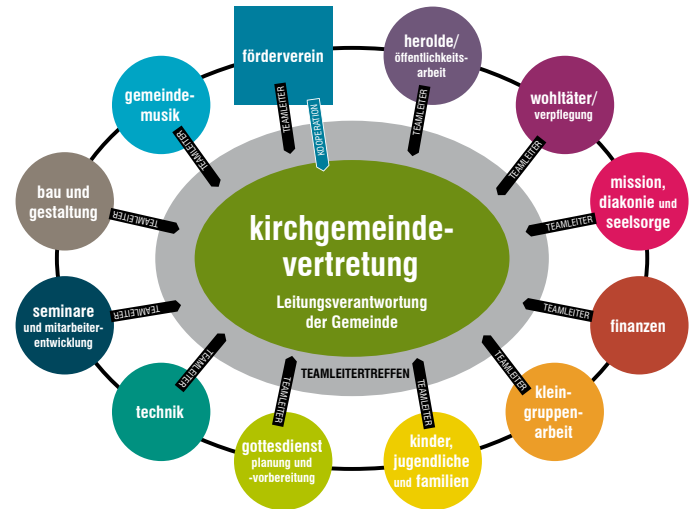 förderverein
TEAMLEITER
KOOPERATION
herolde/
öffentlichkeits-
arbeit
TEAMLEITER
wohltäter/
verpflegung
TEAMLEITER
mission,
diakonie und
seelsorge
TEAMLEITER
finanzen
TEAMLEITER
klein-
gruppen-
arbeit
TEAMLEITER
kinder,
jugendliche
und familien
TEAMLEITER
gottesdienst
planung und
-vorbereitung
TEAMLEITER
technik
TEAMLEITER
seminare
und mitarbeiter-
entwicklung
TEAMLEITER
bau und
gestaltung
TEAMLEITER
gemeinde-
musik
TEAMLEITER
kirchgemeinde-
vertretung
Leitungsverantwortung
der Gemeinde
TEAMLEITERTREFFEN